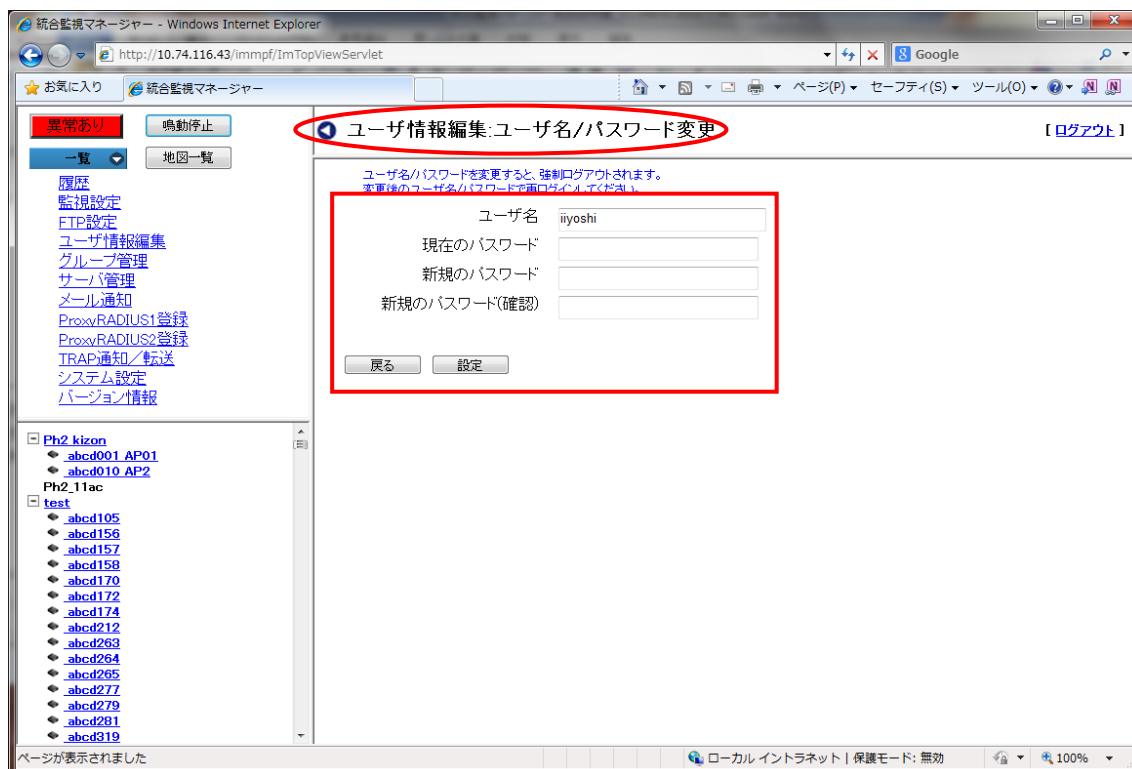 統合監視マネージャー - Windows Internet Explorer
http://10.74.116.43/immpf/ImTopViewServlet
Google
お気に入り
統合監視マネージャー
ページ(P)
セーフティ(S)
ツール(O)
異常あり
鳴動停止
一覧
地図一覧
履歴
監視設定
FTP設定
ユーザ情報編集
グループ管理
サーバ管理
メール通知
ProxyRADIUS1登録
ProxyRADIUS2登録
TRAP通知／転送
システム設定
バージョン情報
Ph2 kizon
abcd001 AP01
abcd010 AP2
Ph2_11ac
test
abcd105
abcd156
abcd157
abcd158
abcd170
abcd172
abcd174
abcd212
abcd263
abcd264
abcd265
abcd277
abcd279
abcd281
abcd319
ユーザ情報編集:ユーザ名/パスワード変更
[ ログアウト ]
ユーザ名/パスワードを変更すると、強制ログアウトされます。
変更後のユーザ名/パスワードで再ログインしてください。
ユーザ名
iiyoshi
現在のパスワード
新規のパスワード
新規のパスワード(確認)
戻る
設定
ページが表示されました
ローカル イントラネット | 保護モード: 無効
100%